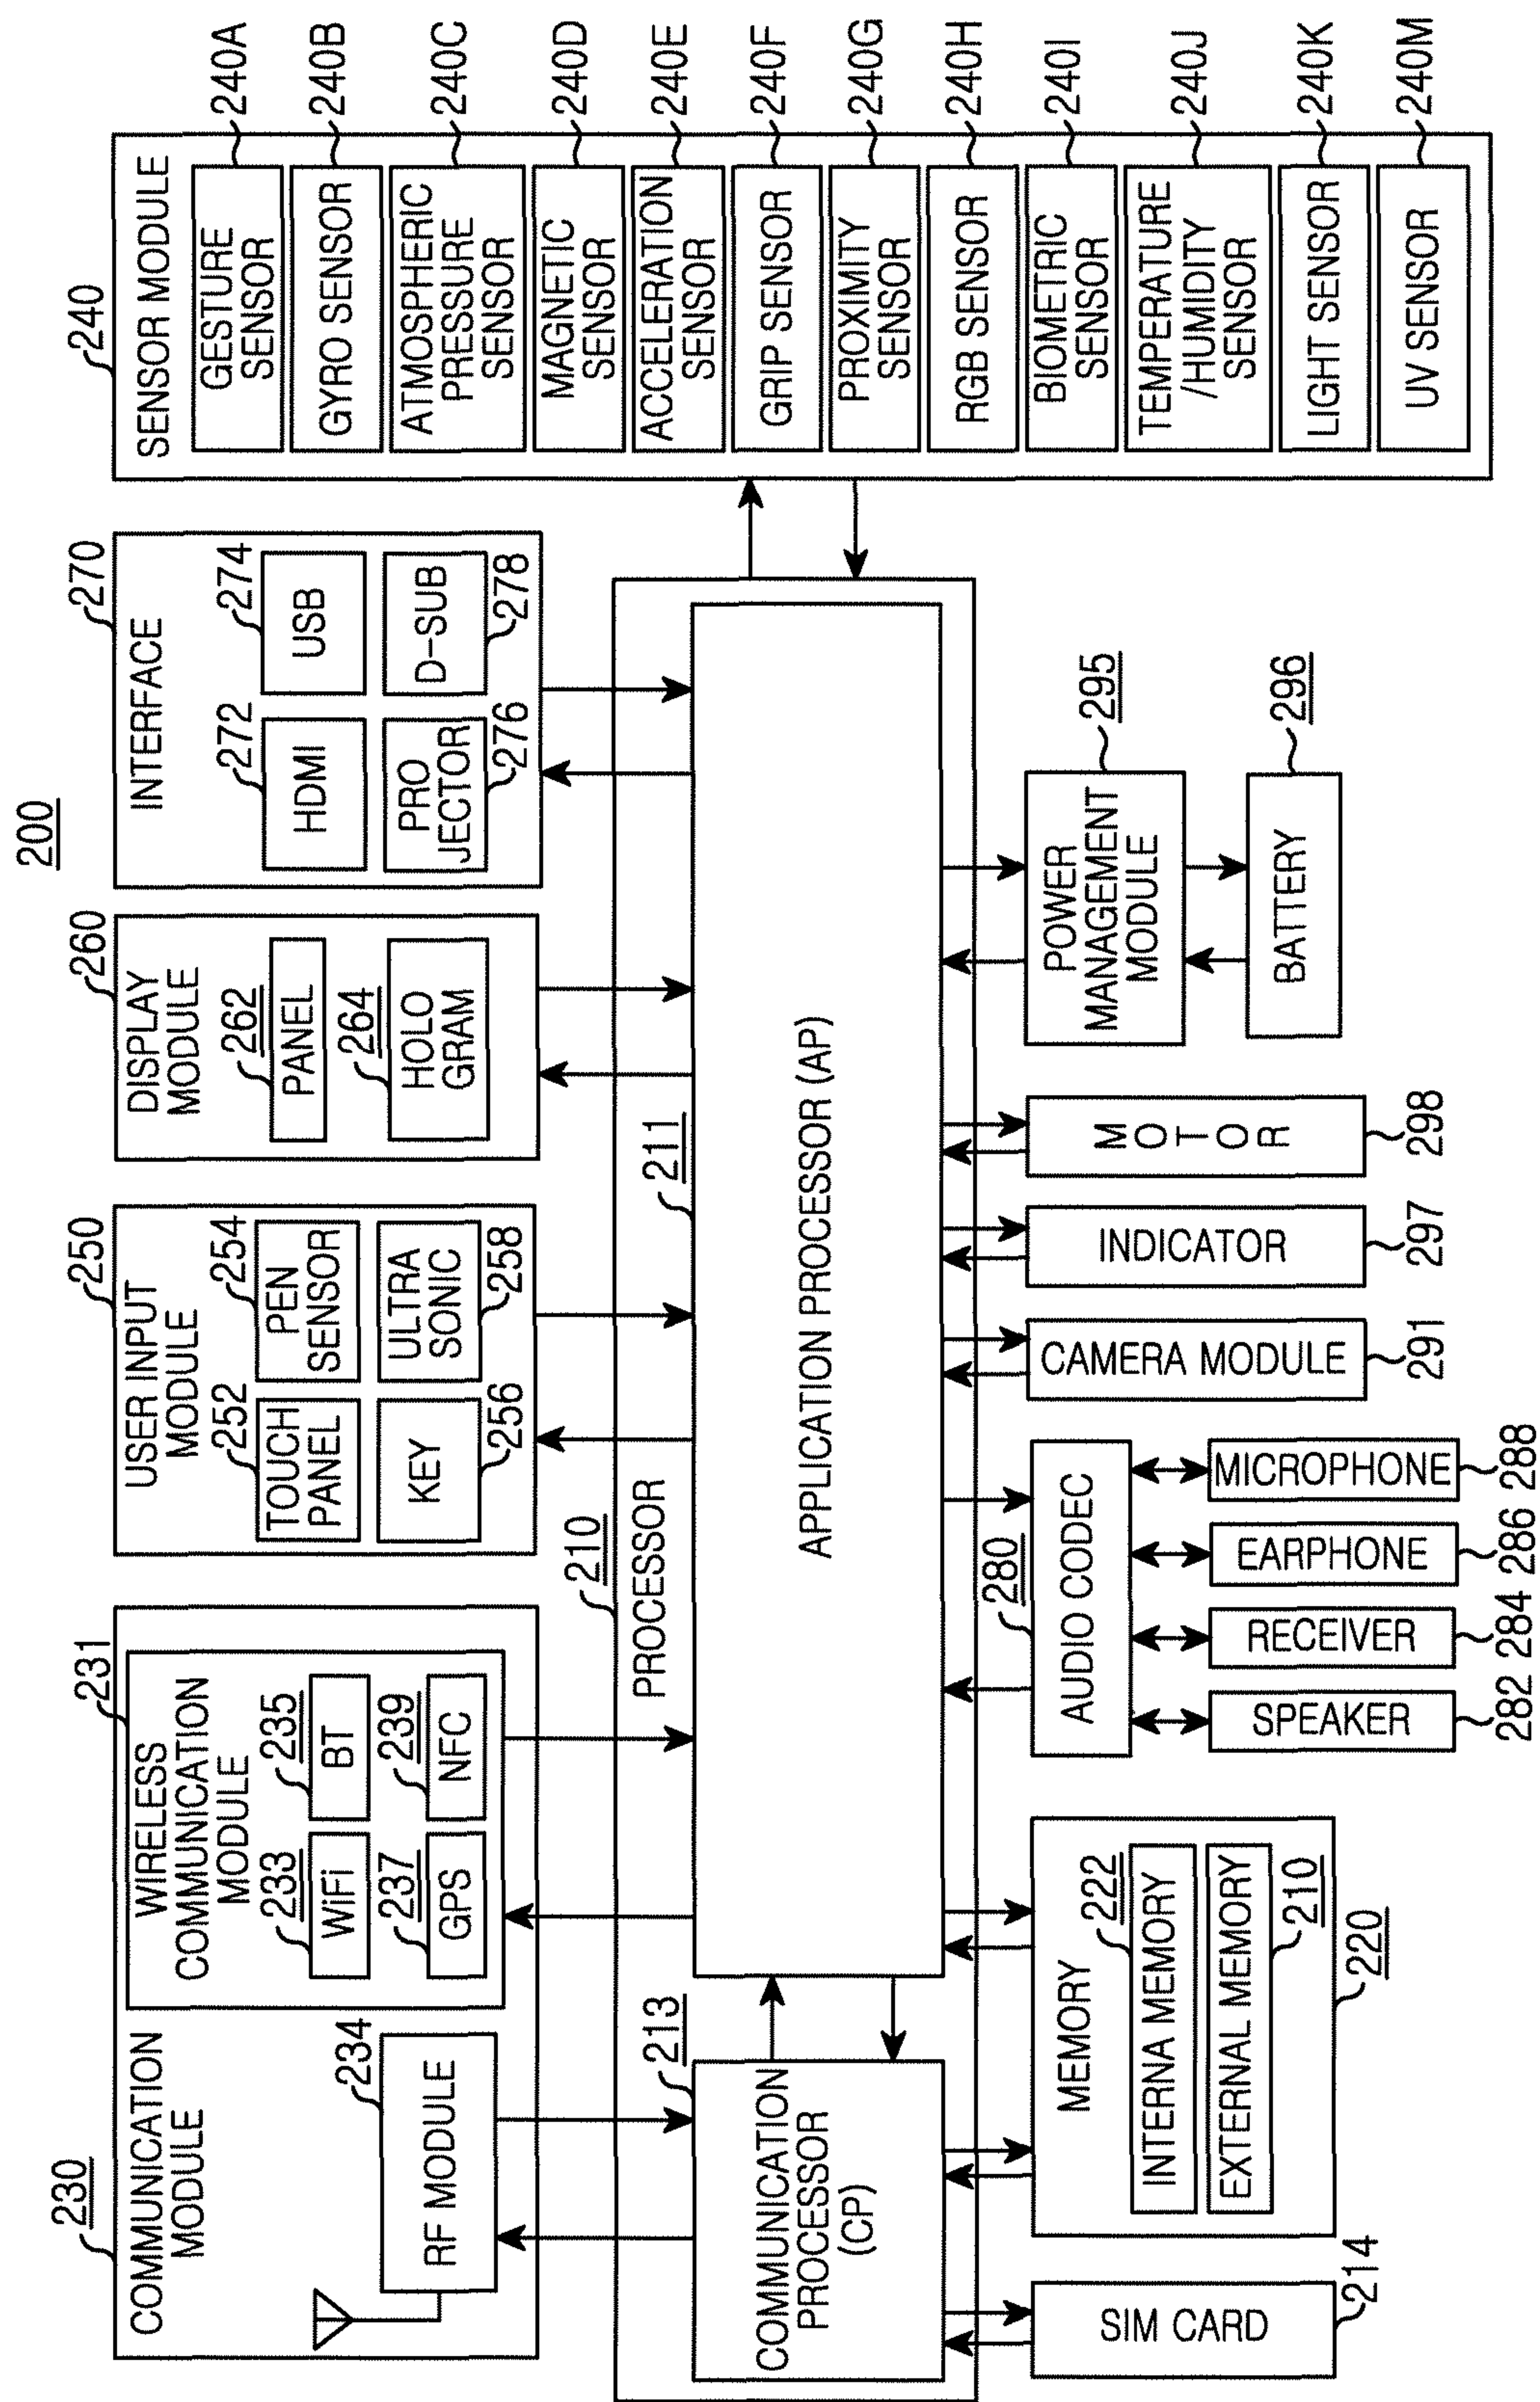 200
230
COMMUNICATION
MODULE
234
RF MODULE
231
WIRELESS
COMMUNICATION
MODULE
233
WiFi
235
BT
237
GPS
239
NFC
250
USER INPUT
MODULE
252
TOUCH
PANEL
254
PEN
SENSOR
KEY
256
ULTRA
SONIC
258
260
DISPLAY
MODULE
262
PANEL
264
HOLO
GRAM
270
INTERFACE
272
HDMI
274
USB
PRO
JECTOR
276
D-SUB
278
240
SENSOR MODULE
GESTURE
SENSOR
240A
GYRO SENSOR
240B
ATMOSPHERIC
PRESSURE
SENSOR
240C
MAGNETIC
SENSOR
240D
ACCELERATION
SENSOR
240E
GRIP SENSOR
240F
PROXIMITY
SENSOR
240G
RGB SENSOR
240H
BIOMETRIC
SENSOR
240I
TEMPERATURE
/HUMIDITY
SENSOR
240J
LIGHT SENSOR
240K
UV SENSOR
240M
210
PROCESSOR
213
COMMUNICATION
PROCESSOR
(CP)
211
APPLICATION PROCESSOR (AP)
SIM CARD
214
MEMORY
222
INTERNA MEMORY
EXTERNAL MEMORY
210
220
280
AUDIO CODEC
SPEAKER
282
RECEIVER
284
EARPHONE
286
MICROPHONE
288
CAMERA MODULE
291
INDICATOR
297
MOTOR
298
POWER
MANAGEMENT
MODULE
295
BATTERY
296